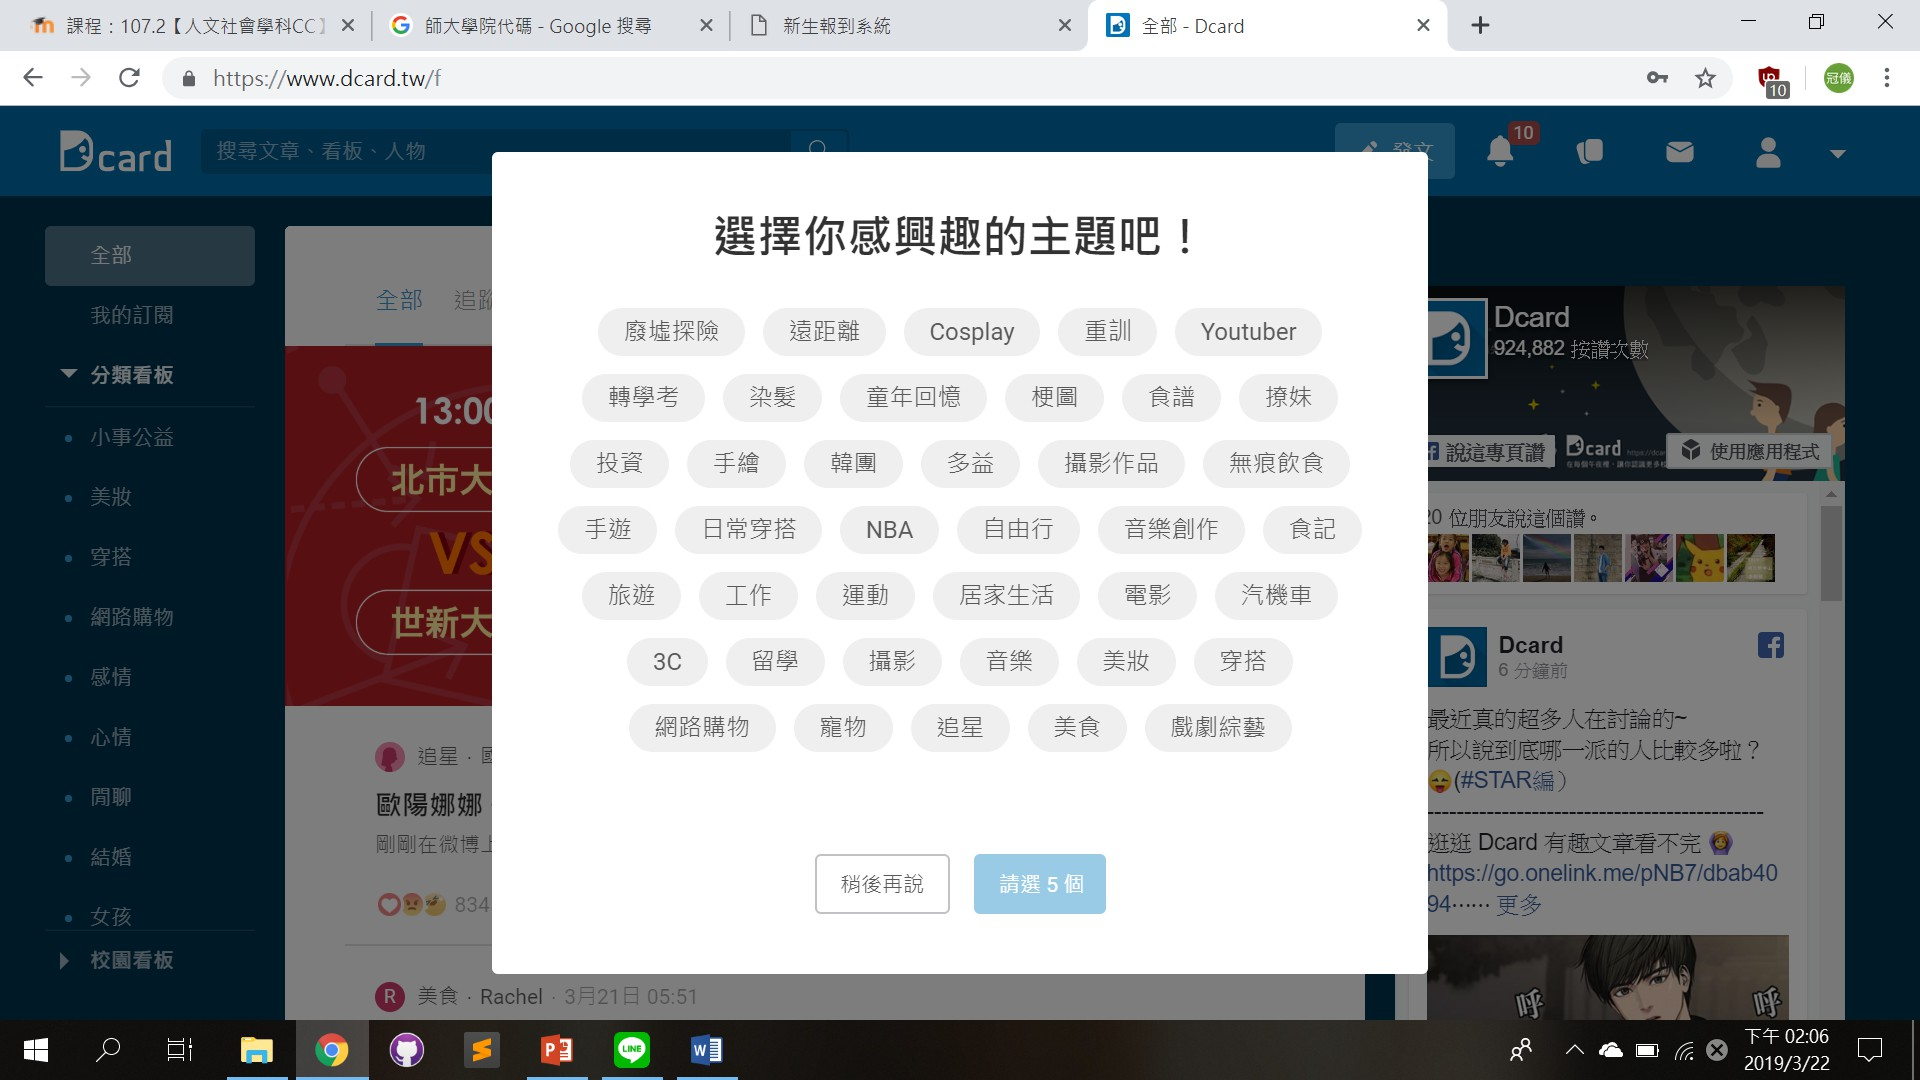 課程：107.2【人文社會學科CC】
師大學院代碼 - Google 搜尋
新生報到系統
全部 - Dcard
https://www.dcard.tw/f
10
冠儀
Dcard
搜尋文章、看板、人物
發文
10
選擇你感興趣的主題吧！
廢墟探險 遠距離 Cosplay 重訓 Youtuber
轉學考 染髮 童年回憶 梗圖 食譜 撩妹
投資 手繪 韓團 多益 攝影作品 無痕飲食
手遊 日常穿搭 NBA 自由行 音樂創作 食記
旅遊 工作 運動 居家生活 電影 汽機車
3C 留學 攝影 音樂 美妝 穿搭
網路購物 寵物 追星 美食 戲劇綜藝
稍後再說 請選 5 個
全部
我的訂閱
分類看板
小事公益
美妝
穿搭
網路購物
感情
心情
閒聊
結婚
女孩
校園看板
全部 追蹤
13:00
北市大
VS
世新大
追星 ·
歐陽娜娜
剛剛在微博上
834
R
美食 · Rachel · 3月21日 05:51
Dcard
924,882 按讚次數
說這專頁讚
Dcard
使用應用程式
20 位朋友說這個讚。
Dcard
6 分鐘前
最近真的超多人在討論的~
所以說到底哪一派的人比較多啦？
(#STAR編）
逛逛 Dcard 有趣文章看不完
https://go.onelink.me/pNB7/dbab40
94⋯⋯ 更多
呼
呼
LINE
下午 02:06
2019/3/22